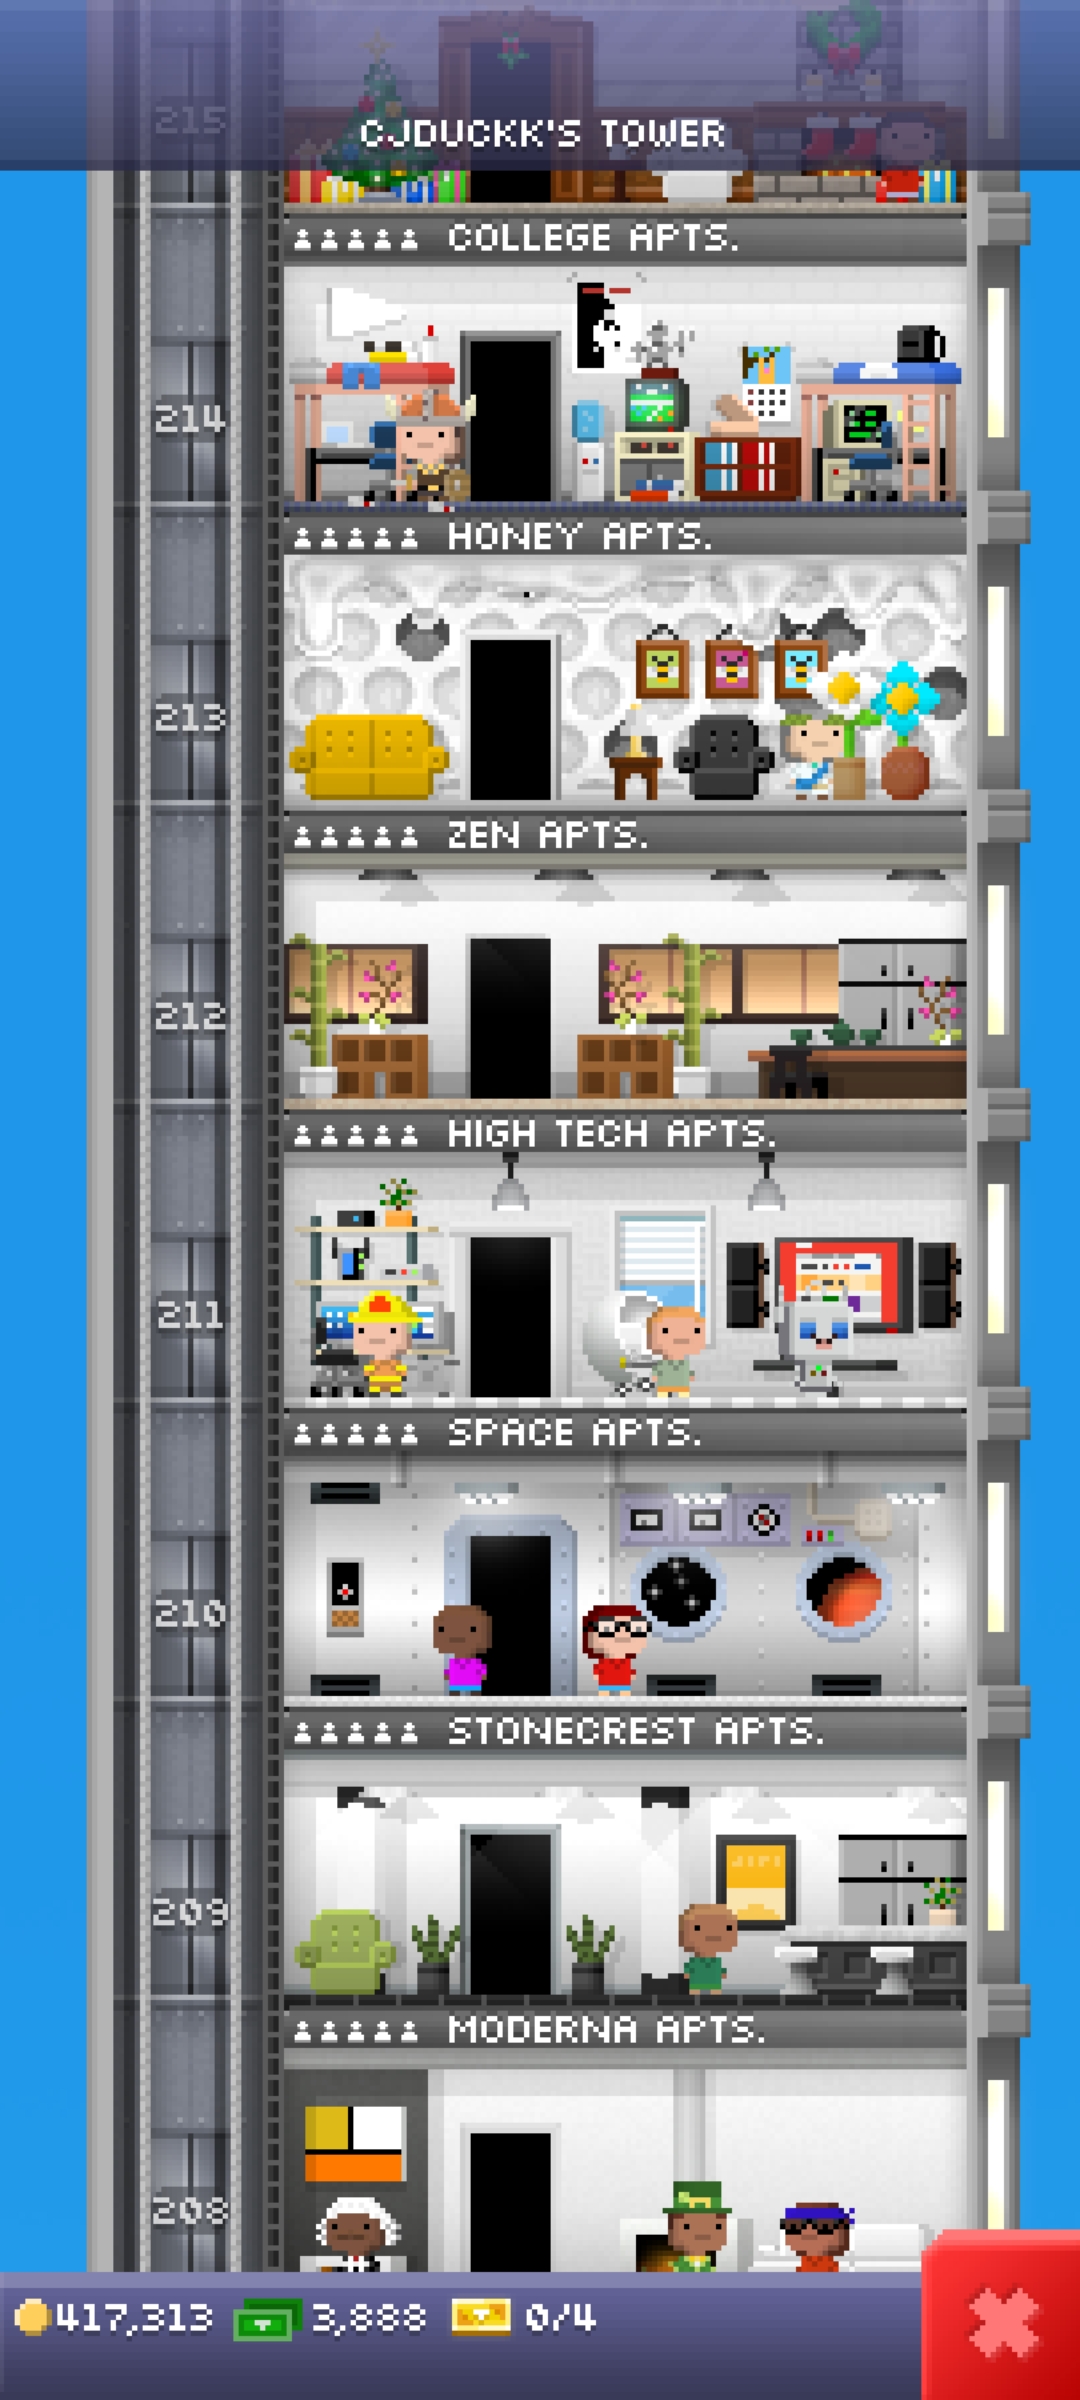 215
CJDUCKK'S TOWER
COLLEGE APTS.
214
HONEY APTS.
213
ZEN APTS.
212
HIGH TECH APTS.
211
SPACE APTS.
210
STONECREST APTS.
209
MODERNA APTS.
208
417,313 3,888 0/4